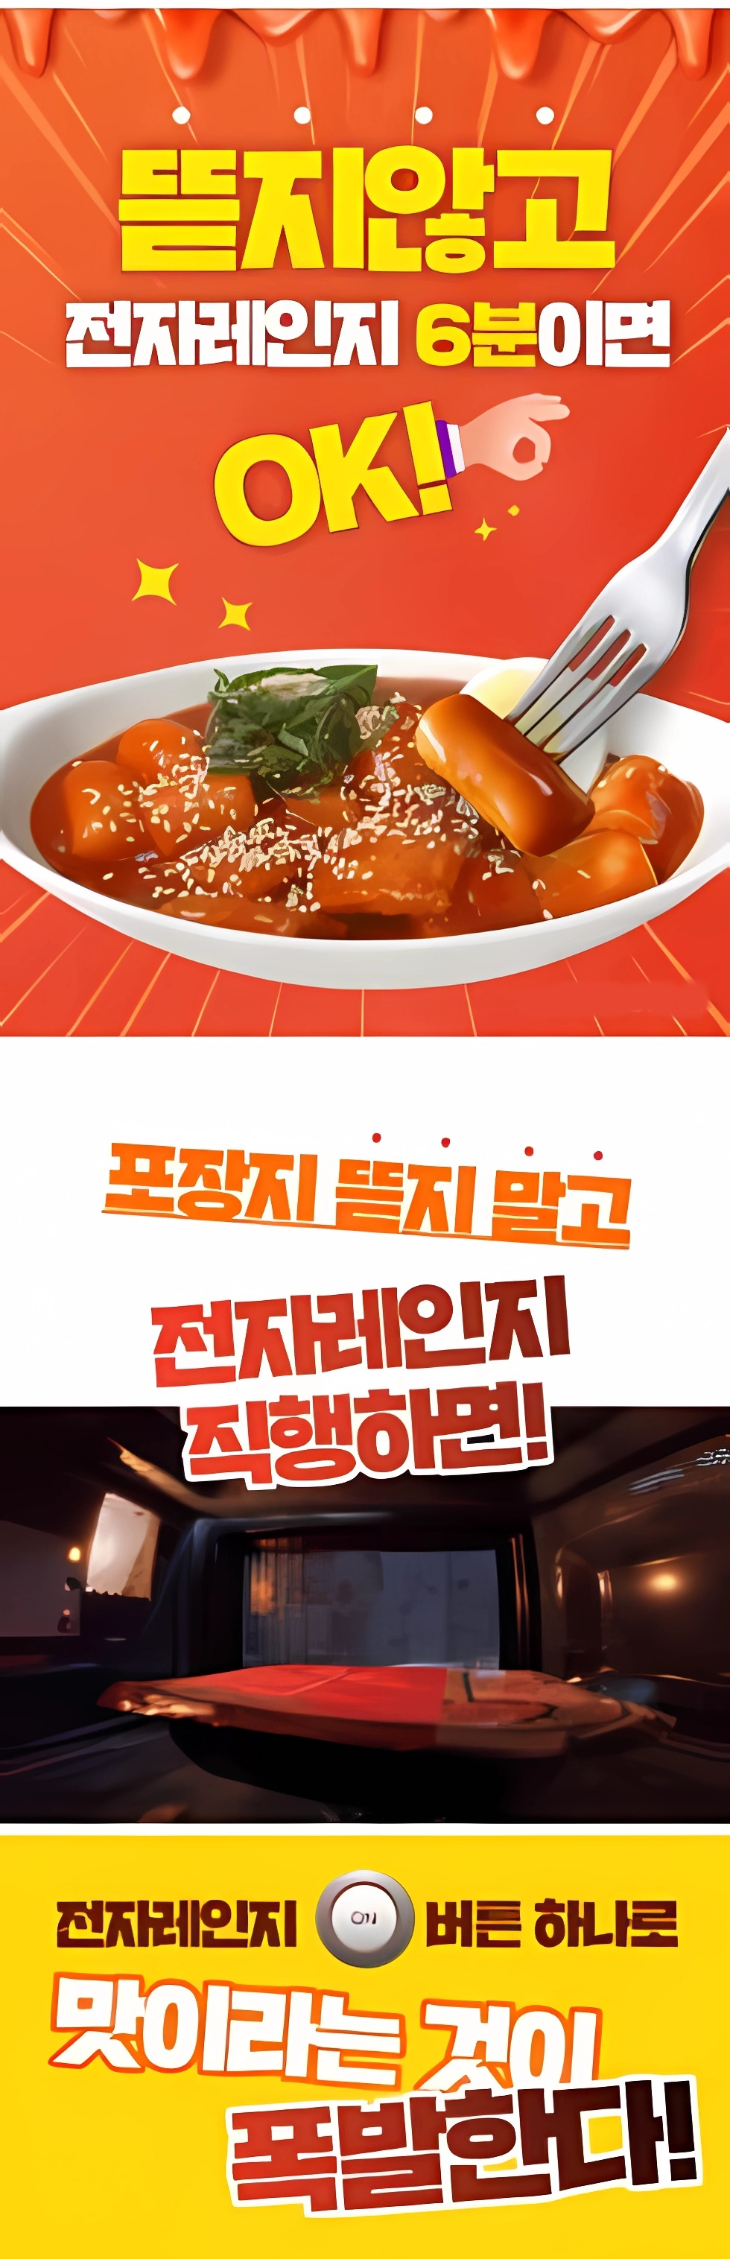 뜯지않고
전자레인지 6분이면
OK!
포장지 뜯지 말고
전자레인지
직행하면!
전자레인지 ON 버튼 하나로
맛이라는 것이
폭발한다!